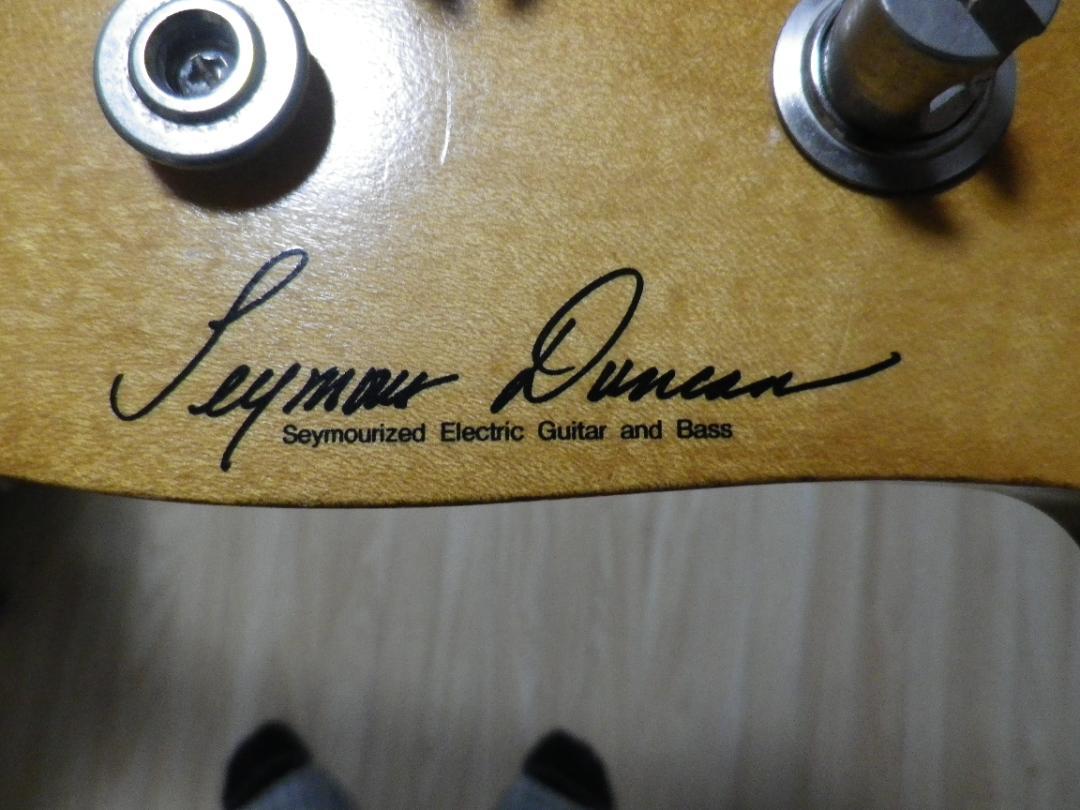 Seymour Duncan
Seymourized Electric Guitar and Bass